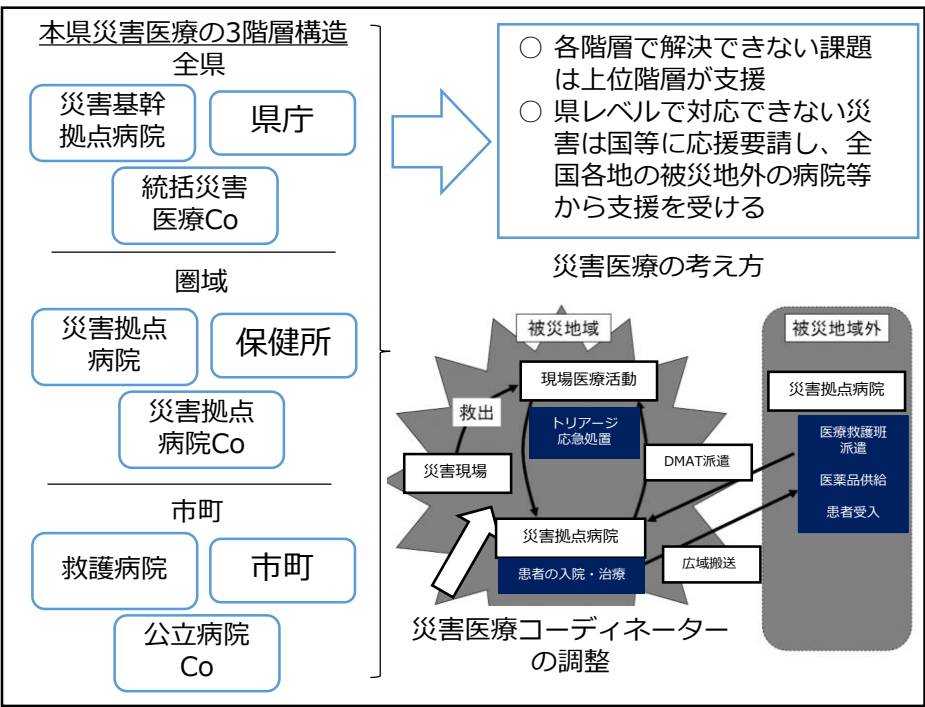 本県災害医療の3階層構造
全県
災害基幹
拠点病院
県庁
統括災害
医療Co
圏域
災害拠点
病院
保健所
災害拠点
病院Co
市町
救護病院
市町
公立病院
Co
○ 各階層で解決できない課題
は上位階層が支援
○ 県レベルで対応できない災
害は国等に応援要請し、全
国各地の被災地外の病院等
から支援を受ける
災害医療の考え方
被災地域
現場医療活動
救出
トリアージ
応急処置
災害現場
DMAT派遣
災害拠点病院
患者の入院・治療
広域搬送
災害医療コーディネーター
の調整
被災地域外
災害拠点病院
医療救護班
派遣
医薬品供給
患者受入